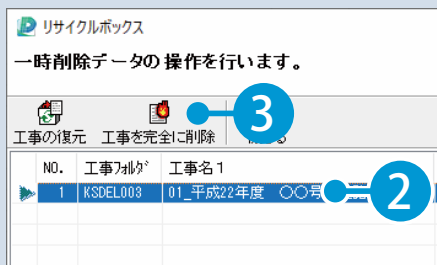 リサイクルボックス
一時削除データの操作を行います。
3
工事の復元 工事を完全に削除
NO. 工事フォルダ 工事名1
1 KSDEL003 01_平成22年度 〇〇号
2